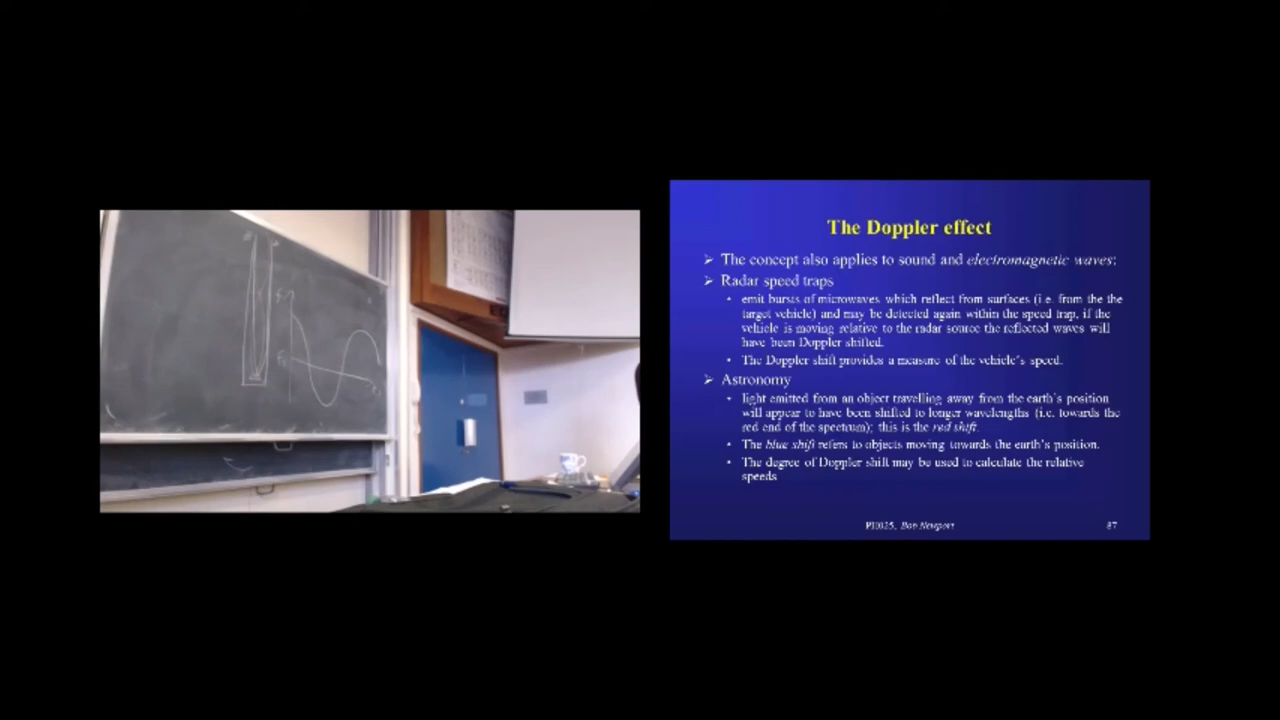 The Doppler effect
➢ The concept also applies to sound and electromagnetic waves:
➢ Radar speed traps
• emit bursts of microwaves which reflect from surfaces (i.e. from the the
target vehicle) and may be detected again within the speed trap, if the
vehicle is moving relative to the radar source the reflected waves will
have been Doppler shifted.
• The Doppler shift provides a measure of the vehicle's speed.
➢ Astronomy
• light emitted from an object travelling away from the earth's position
will appear to have been shifted to longer wavelengths (i.e. towards the
red end of the spectrum); this is the red shift.
• The blue shift refers to objects moving towards the earth's position.
• The degree of Doppler shift may be used to calculate the relative
speeds
Bob Newport
87